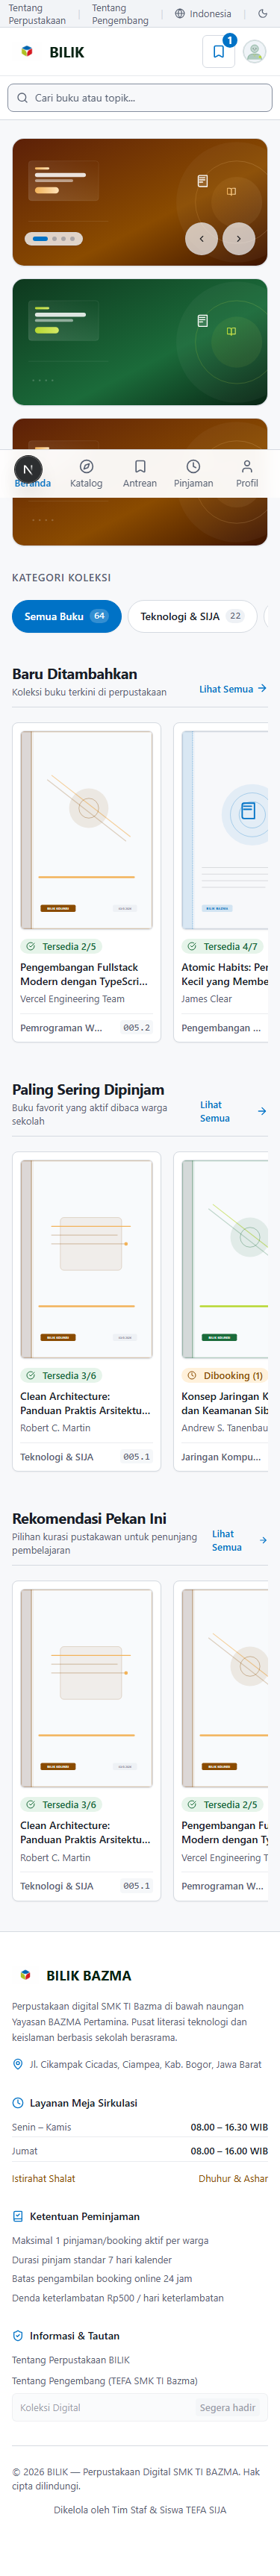 Tentang
Perpustakaan
Tentang
Pengembang
Indonesia
BILIK
1
Cari buku atau topik...
N
Beranda
Katalog
Antrean
Pinjaman
Profil
KATEGORI KOLEKSI
Semua Buku 64
Teknologi & SIJA 22
Baru Ditambahkan
Koleksi buku terkini di perpustakaan
Lihat Semua
Tersedia 2/5
Pengembangan Fullstack
Modern dengan TypeScri...
Vercel Engineering Team
Pemrograman W...
005.2
Tersedia 4/7
Atomic Habits: Per
Kecil yang Membe
James Clear
Pengembangan ...
Paling Sering Dipinjam
Buku favorit yang aktif dibaca warga
sekolah
Lihat
Semua
Tersedia 3/6
Clean Architecture:
Panduan Praktis Arsitektu...
Robert C. Martin
Teknologi & SIJA
005.1
Dibooking (1)
Konsep Jaringan K
dan Keamanan Sib
Andrew S. Tanenbau
Jaringan Kompu...
Rekomendasi Pekan Ini
Pilihan kurasi pustakawan untuk penunjang
pembelajaran
Lihat
Semua
Tersedia 3/6
Clean Architecture:
Panduan Praktis Arsitektu...
Robert C. Martin
Teknologi & SIJA
005.1
Tersedia 2/5
Pengembangan Fu
Modern dengan Ty
Vercel Engineering T
Pemrograman W...
BILIK BAZMA
Perpustakaan digital SMK TI Bazma di bawah naungan
Yayasan BAZMA Pertamina. Pusat literasi teknologi dan
keislaman berbasis sekolah berasrama.
Jl. Cikampak Cicadas, Ciampea, Kab. Bogor, Jawa Barat
Layanan Meja Sirkulasi
Senin – Kamis
08.00 – 16.30 WIB
Jumat
08.00 – 16.00 WIB
Istirahat Shalat
Dhuhur & Ashar
Ketentuan Peminjaman
Maksimal 1 pinjaman/booking aktif per warga
Durasi pinjam standar 7 hari kalender
Batas pengambilan booking online 24 jam
Denda keterlambatan Rp500 / hari keterlambatan
Informasi & Tautan
Tentang Perpustakaan BILIK
Tentang Pengembang (TEFA SMK TI Bazma)
Koleksi Digital
Segera hadir
© 2026 BILIK — Perpustakaan Digital SMK TI BAZMA. Hak
cipta dilindungi.
Dikelola oleh Tim Staf & Siswa TEFA SIJA